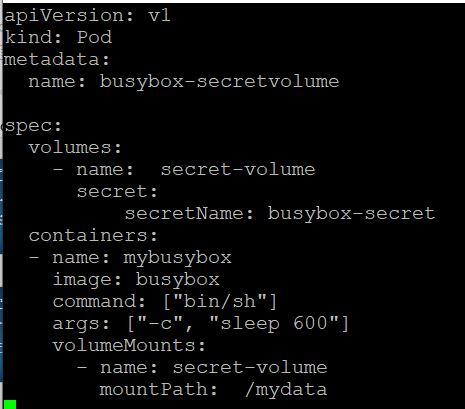 apiVersion: v1
kind: Pod
metadata:
  name: busybox-secretvolume

spec:
  volumes:
    - name:  secret-volume
      secret:
          secretName: busybox-secret
  containers:
  - name: mybusybox
    image: busybox
    command: ["bin/sh"]
    args: ["-c", "sleep 600"]
    volumeMounts:
      - name: secret-volume
        mountPath:  /mydata